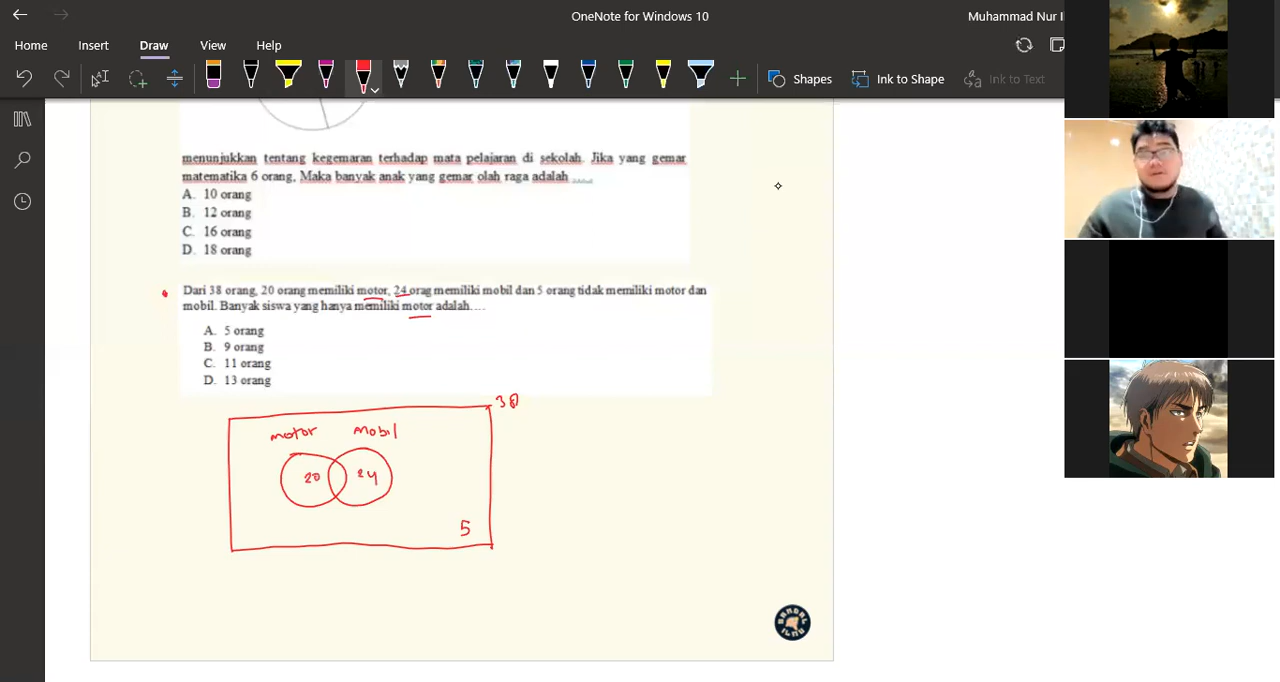 OneNote for Windows 10
Muhammad Nur I
Home
Insert
Draw
View
Help
Shapes
Ink to Shape
Ink to Text
menunjukkan tentang kegemaran terhadap mata pelajaran di sekolah. Jika yang gemar
matematika 6 orang, Maka banyak anak yang gemar olah raga adalah ......
A. 10 orang
B. 12 orang
C. 16 orang
D. 18 orang
Dari 38 orang, 20 orang memiliki motor, 24 orag memiliki mobil dan 5 orang tidak memiliki motor dan
mobil. Banyak siswa yang hanya memiliki motor adalah....
A. 5 orang
B. 9 orang
C. 11 orang
D. 13 orang
38
motor mobil
20 24
5
BANDAL
ILMU